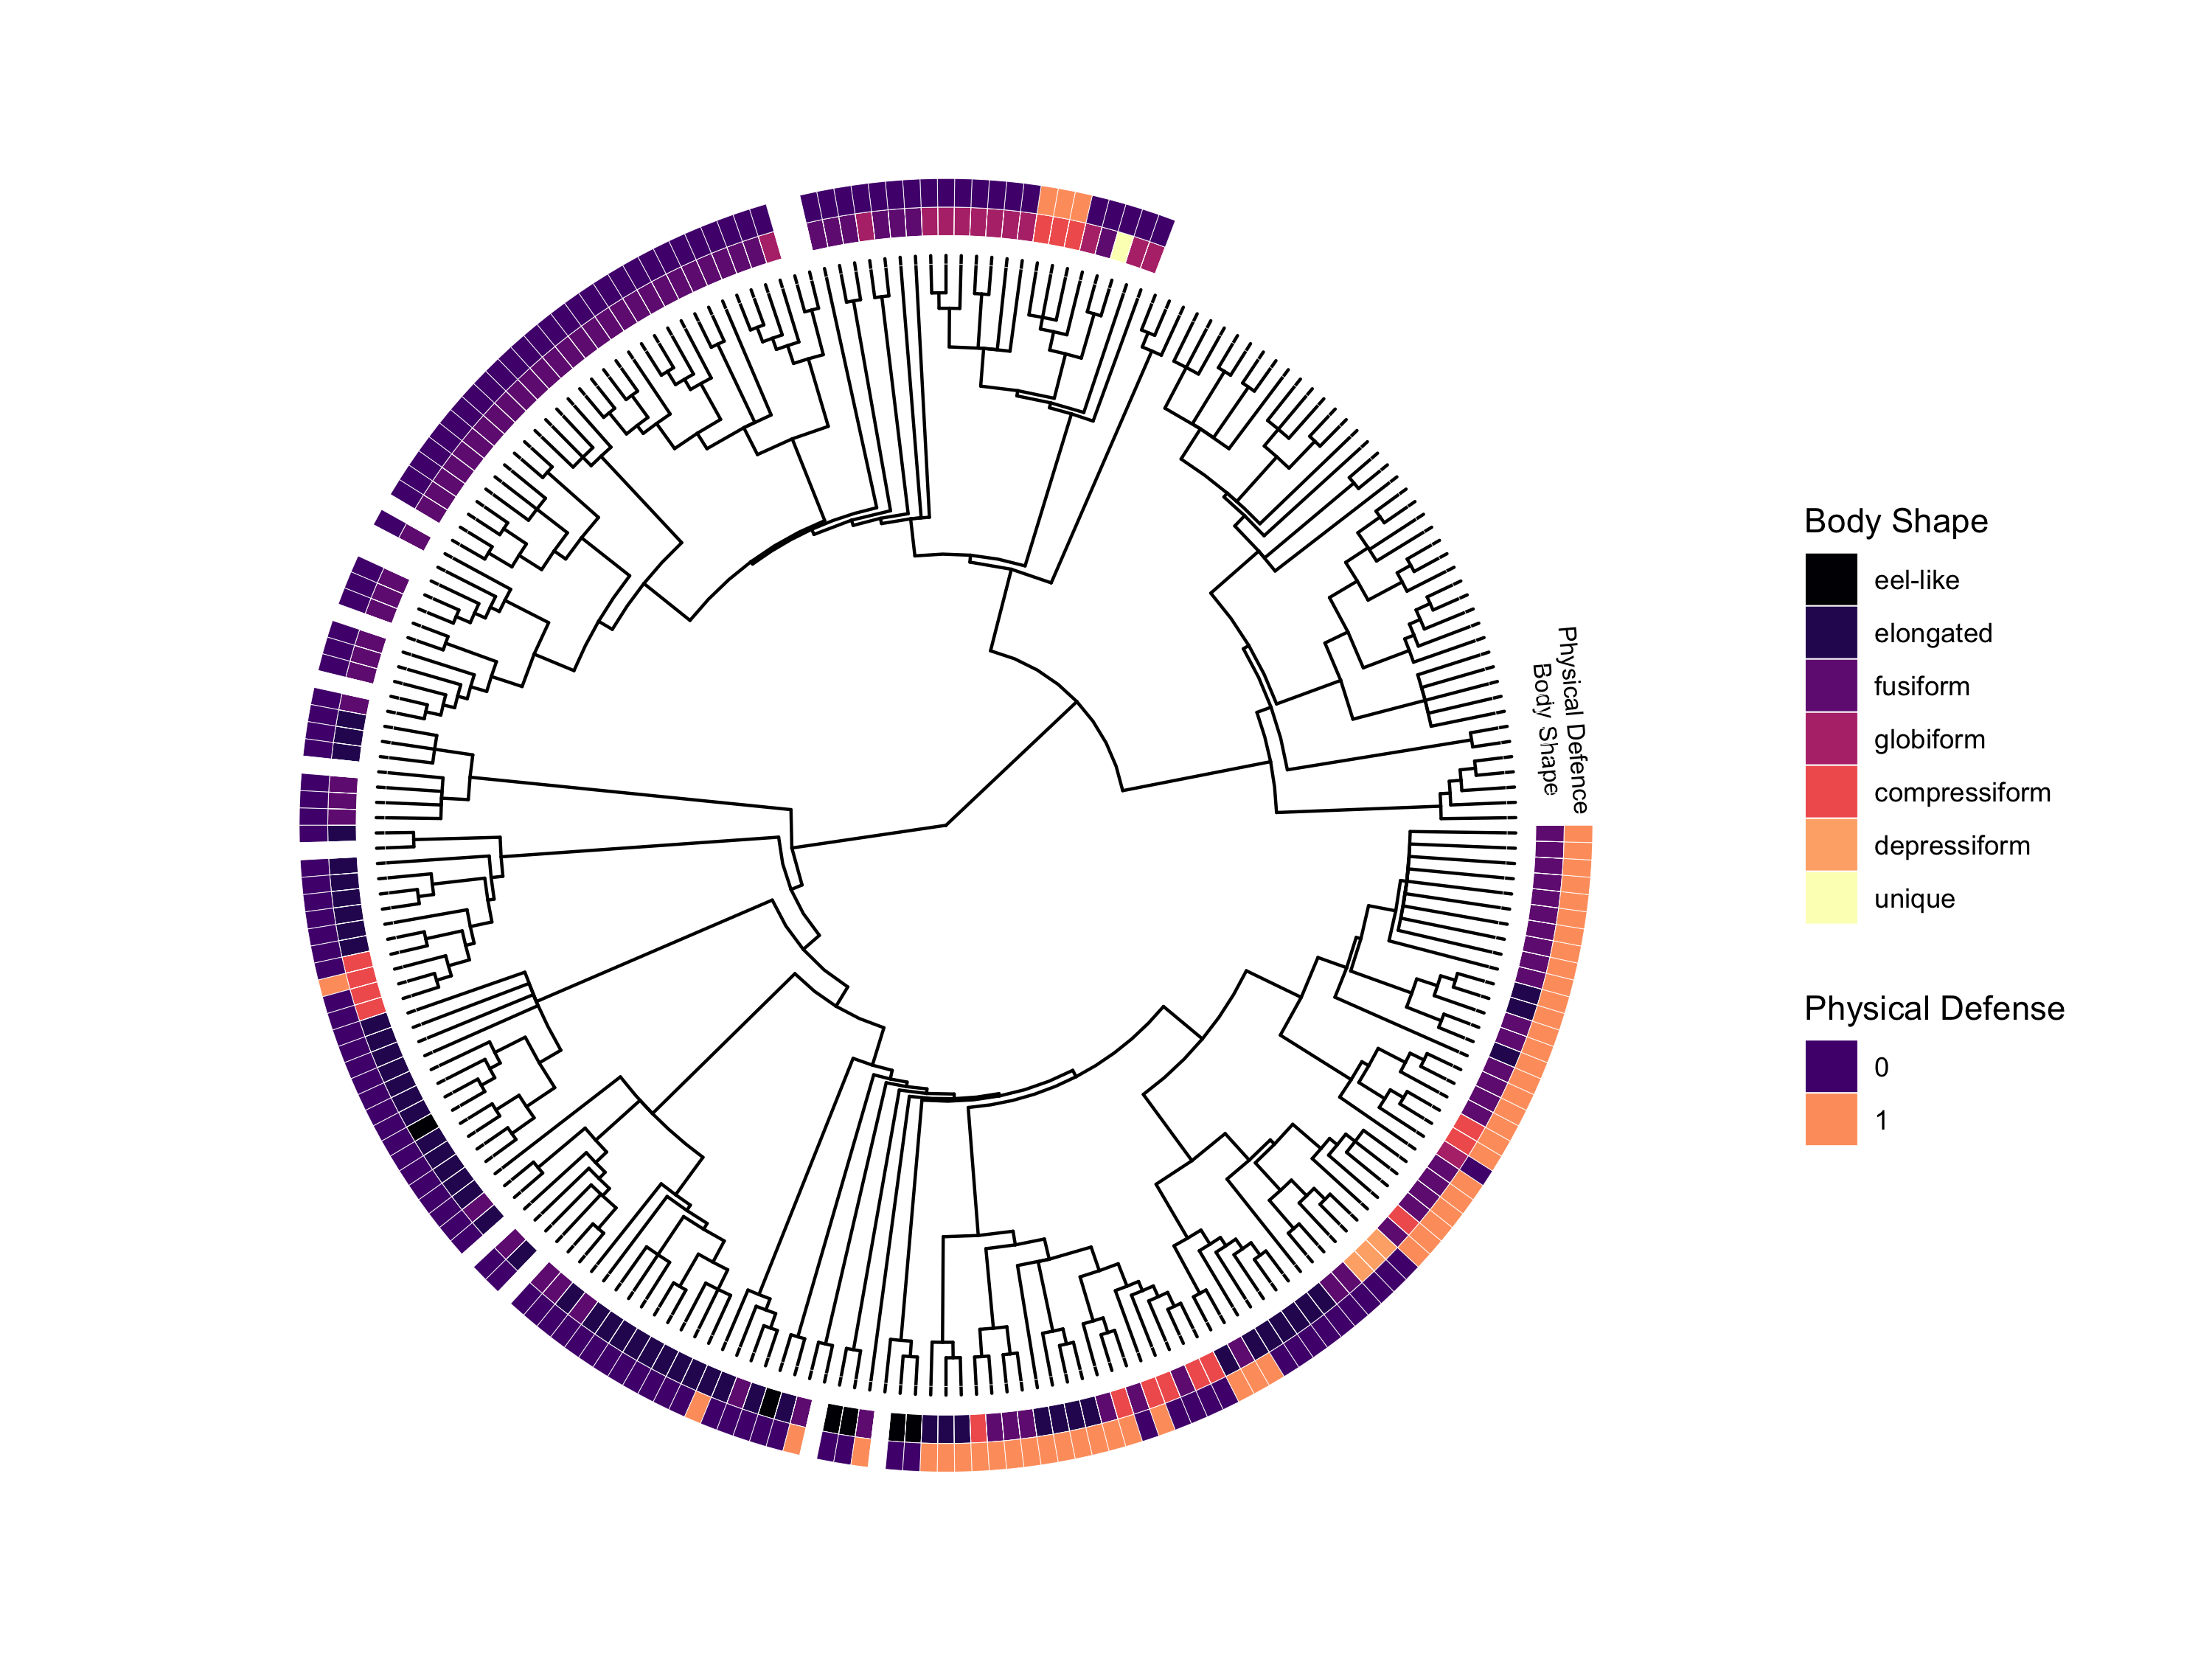 Physical Defence
Body Shape
Body Shape
eel-like
elongated
fusiform
globiform
compressiform
depressiform
unique
Physical Defense
0
1